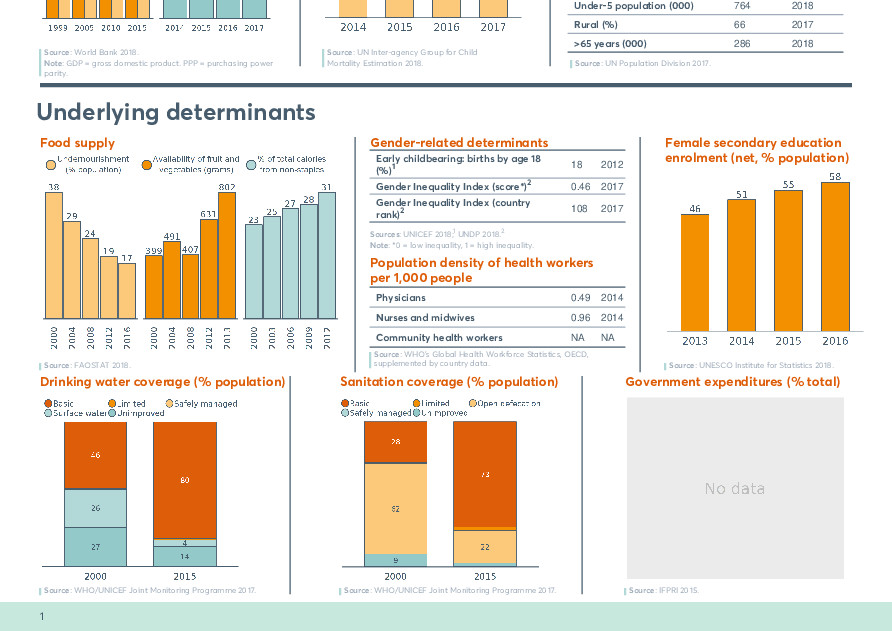 1999 2005 2010 2015
2014 2015 2016 2017
2014 2015 2016 2017
Under-5 population (000) 764 2018
Rural (%) 66 2017
>65 years (000) 286 2018
Source: World Bank 2018.
Note: GDP = gross domestic product. PPP = purchasing power
parity.
Source: UN Inter-agency Group for Child
Mortality Estimation 2018.
Source: UN Population Division 2017.
Underlying determinants
Food supply
Undernourishment
(% population)
Availability of fruit and
vegetables (grams)
% of total calories
from non-staples
38 29 24 19 17
399 491 407 631 802
23 25 27 28 31
2000 2004 2008 2012 2016
2000 2004 2008 2012 2013
2000 2003 2006 2009 2012
Source: FAOSTAT 2018.
Gender-related determinants
Early childbearing: births by age 18
(%)1 18 2012
Gender Inequality Index (score*)2 0.46 2017
Gender Inequality Index (country
rank)2 108 2017
Sources: UNICEF 2018,1 UNDP 2018.2
Note: *0 = low inequality, 1 = high inequality.
Population density of health workers
per 1,000 people
Physicians 0.49 2014
Nurses and midwives 0.96 2014
Community health workers NA NA
Source: WHO's Global Health Workforce Statistics, OECD,
supplemented by country data.
Female secondary education
enrolment (net, % population)
46 51 55 58
2013 2014 2015 2016
Source: UNESCO Institute for Statistics 2018.
Drinking water coverage (% population)
Basic Limited Safely managed
Surface water Unimproved
46 26 27
80 4 14
2000 2015
Source: WHO/UNICEF Joint Monitoring Programme 2017.
Sanitation coverage (% population)
Basic Limited Open defecation
Safely managed Unimproved
28 62 9
73 22
2000 2015
Source: WHO/UNICEF Joint Monitoring Programme 2017.
Government expenditures (% total)
No data
Source: IFPRI 2015.
1